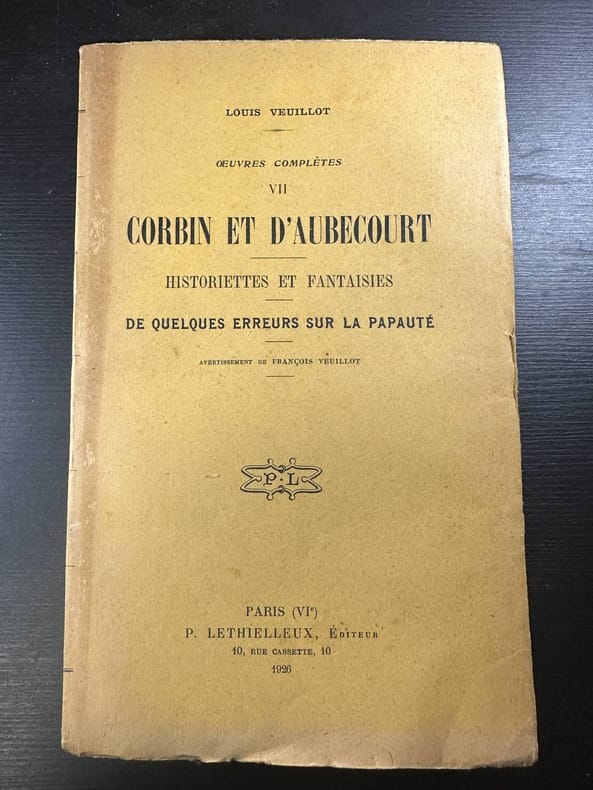 LOUIS VEUILLOT
ŒUVRES COMPLÈTES
VII
CORBIN ET D'AUBECOURT
HISTORIETTES ET FANTAISIES
DE QUELQUES ERREURS SUR LA PAPAUTÉ
AVERTISSEMENT DE FRANÇOIS VEUILLOT
P·L
PARIS (VIe)
P. LETHIELLEUX, ÉDITEUR
10, RUE CASSETTE, 10
1926